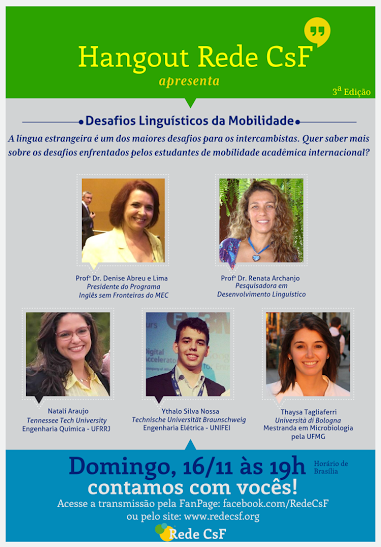 Hangout Rede CsF
apresenta
3ª Edição
Desafios Linguísticos da Mobilidade
A língua estrangeira é um dos maiores desafios para os intercambistas. Quer saber mais
sobre os desafios enfrentados pelos estudantes de mobilidade acadêmica internacional?
Profª Dr. Denise Abreu e Lima
Presidente do Programa
Inglês sem Fronteiras do MEC
Profª Dr. Renata Archanjo
Pesquisadora em
Desenvolvimento Linguístico
Natali Araujo
Tennessee Tech University
Engenharia Química - UFRRJ
Ythalo Silva Nossa
Technische Universität Braunschweig
Engenharia Elétrica - UNIFEI
Thaysa Tagliaferri
Università di Bologna
Mestranda em Microbiologia
pela UFMG
Domingo, 16/11 às 19h
Horário de
Brasília
contamos com vocês!
Acesse a transmissão pela FanPage: facebook.com/RedeCsF
ou pelo site: www.redecsf.org
Rede CsF